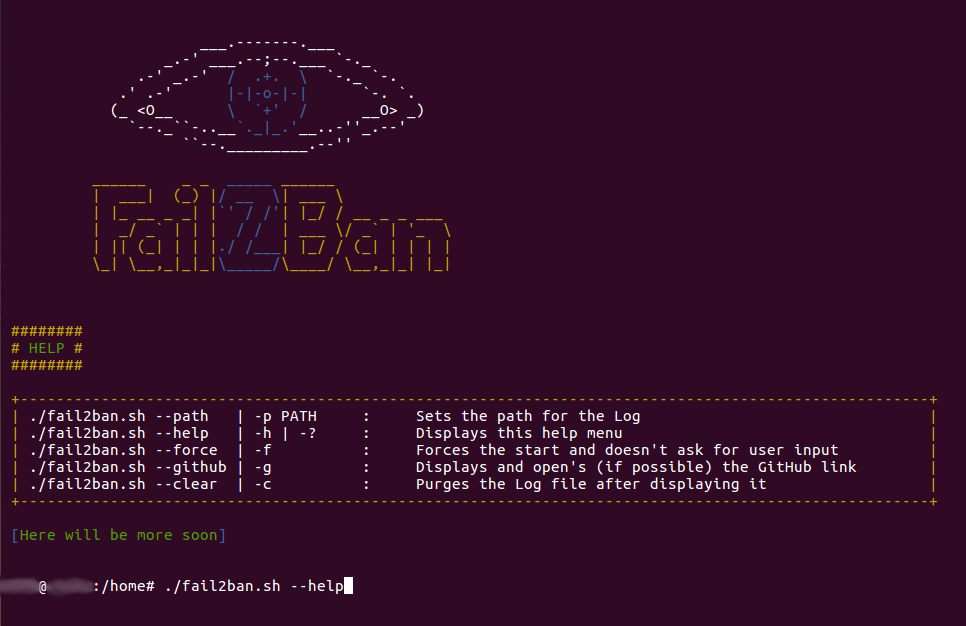 Fail2Ban
########
# HELP #
########
+-----------------------------------------------------------------------------------------------------+
| ./fail2ban.sh --path   | -p PATH     :     Sets the path for the Log                                |
| ./fail2ban.sh --help   | -h | -?     :     Displays this help menu                                  |
| ./fail2ban.sh --force  | -f          :     Forces the start and doesn't ask for user input          |
| ./fail2ban.sh --github | -g          :     Displays and open's (if possible) the GitHub link        |
| ./fail2ban.sh --clear  | -c          :     Purges the Log file after displaying it                  |
+-----------------------------------------------------------------------------------------------------+
[Here will be more soon]
@:/home# ./fail2ban.sh --help